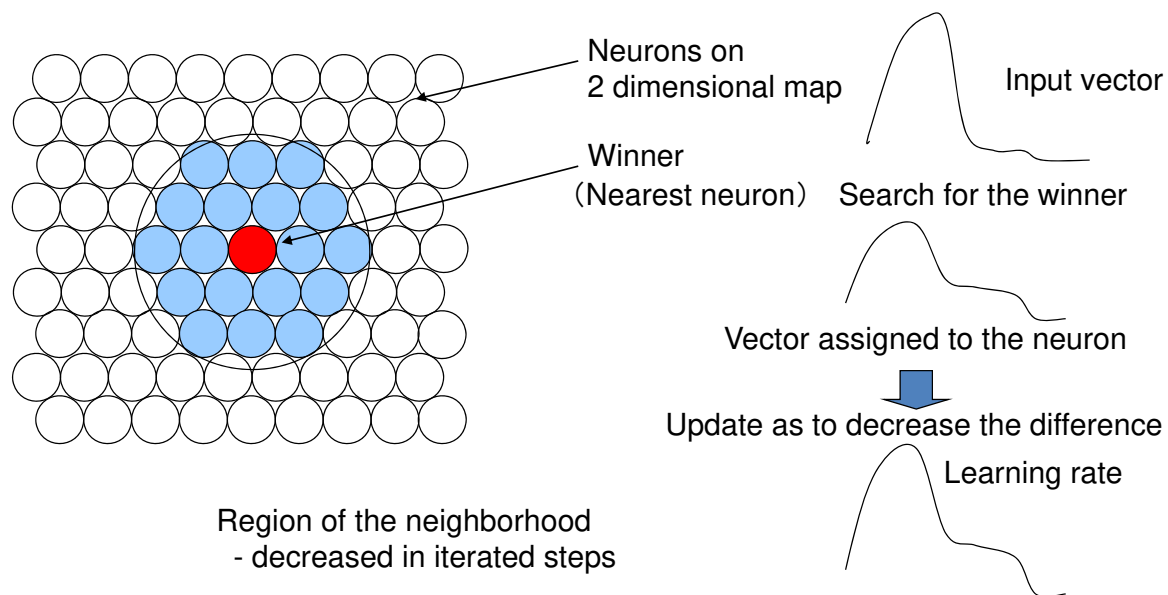 Neurons on
2 dimensional map
Winner
（Nearest neuron）
Input vector
Search for the winner
Vector assigned to the neuron
Update as to decrease the difference
Learning rate
Region of the neighborhood
- decreased in iterated steps